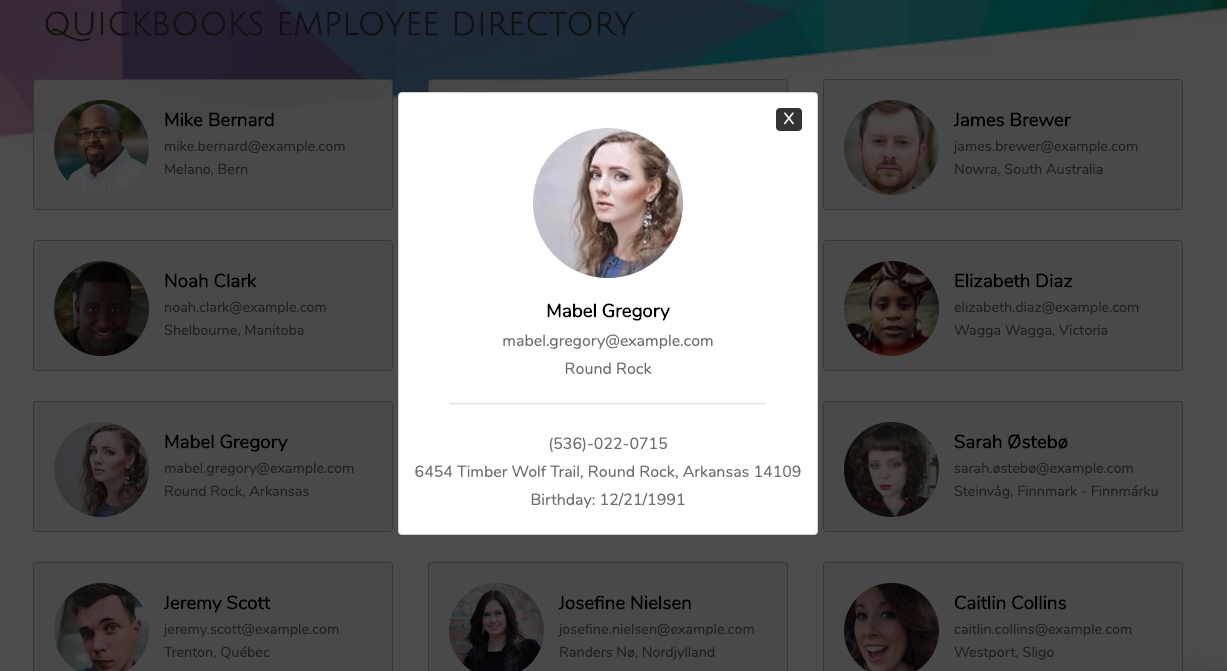 QUICKBOOKS EMPLOYEE DIRECTORY
Mike Bernard
mike.bernard@example.com
Melano, Bern
James Brewer
james.brewer@example.com
Nowra, South Australia
Noah Clark
noah.clark@example.com
Shelbourne, Manitoba
Elizabeth Diaz
elizabeth.diaz@example.com
Wagga Wagga, Victoria
Mabel Gregory
mabel.gregory@example.com
Round Rock, Arkansas
Sarah Østebø
sarah.østebø@example.com
Steinvåg, Finnmark - Finnmárku
Jeremy Scott
jeremy.scott@example.com
Trenton, Québec
Josefine Nielsen
josefine.nielsen@example.com
Randers Nø, Nordjylland
Caitlin Collins
caitlin.collins@example.com
Westport, Sligo
X
Mabel Gregory
mabel.gregory@example.com
Round Rock
(536)-022-0715
6454 Timber Wolf Trail, Round Rock, Arkansas 14109
Birthday: 12/21/1991